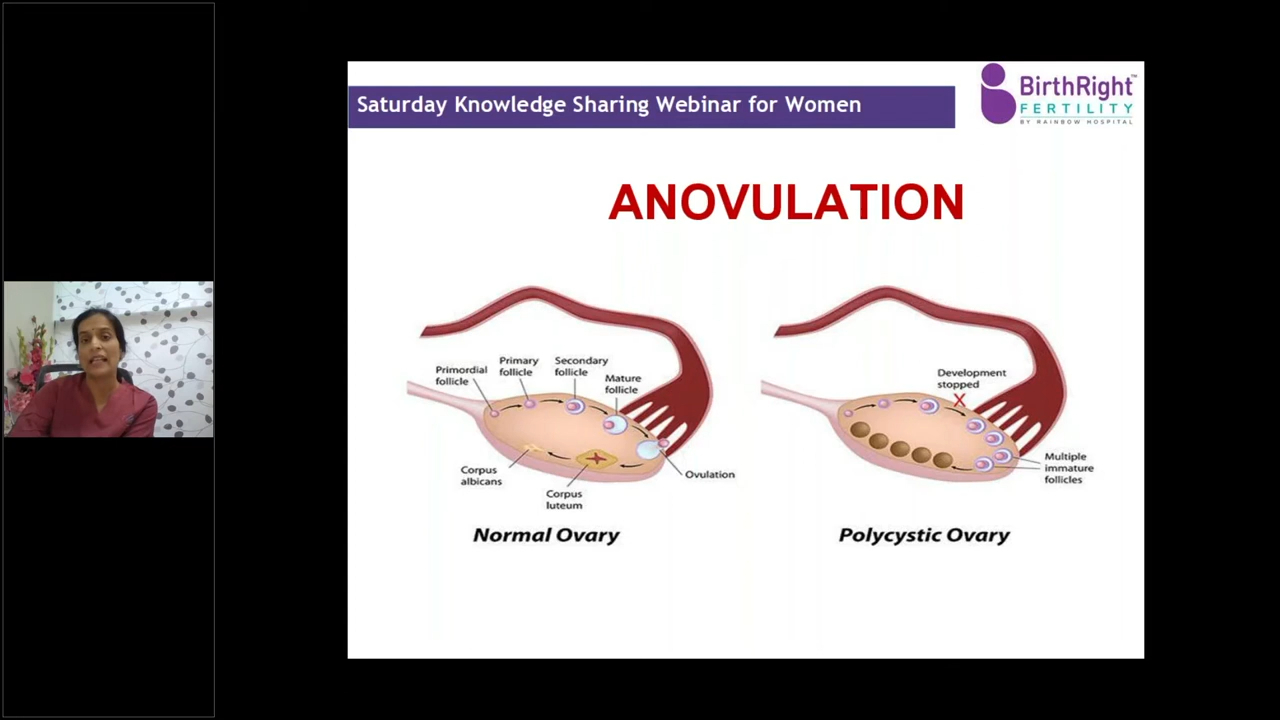 Saturday Knowledge Sharing Webinar for Women
BirthRight™
FERTILITY
BY RAINBOW HOSPITAL
ANOVULATION
Primordial
follicle
Primary
follicle
Secondary
follicle
Mature
follicle
Ovulation
Corpus
luteum
Corpus
albicans
Normal Ovary
Development
stopped
X
Multiple
immature
follicles
Polycystic Ovary